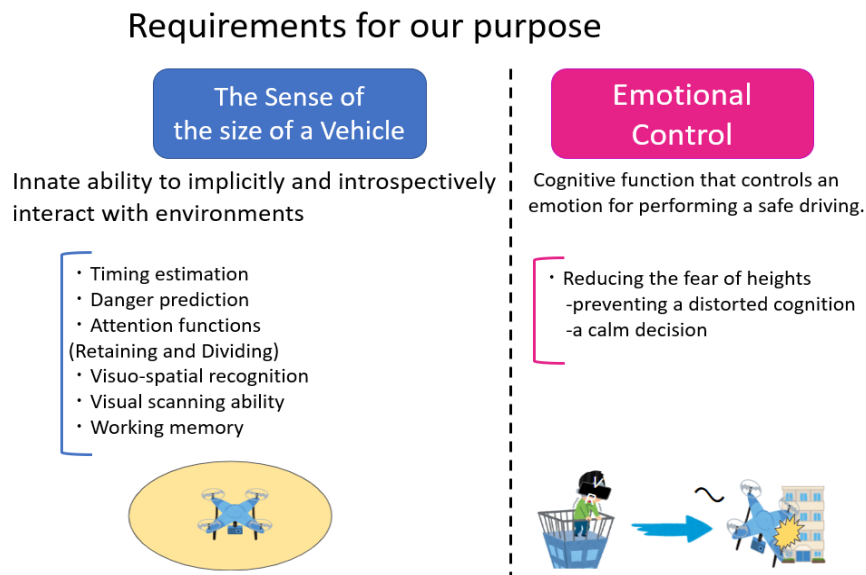 Requirements for our purpose
The Sense of
the size of a Vehicle
Innate ability to implicitly and introspectively
interact with environments
・Timing estimation
・Danger prediction
・Attention functions
(Retaining and Dividing)
・Visuo-spatial recognition
・Visual scanning ability
・Working memory
Emotional
Control
Cognitive function that controls an
emotion for performing a safe driving.
・Reducing the fear of heights
-preventing a distorted cognition
-a calm decision